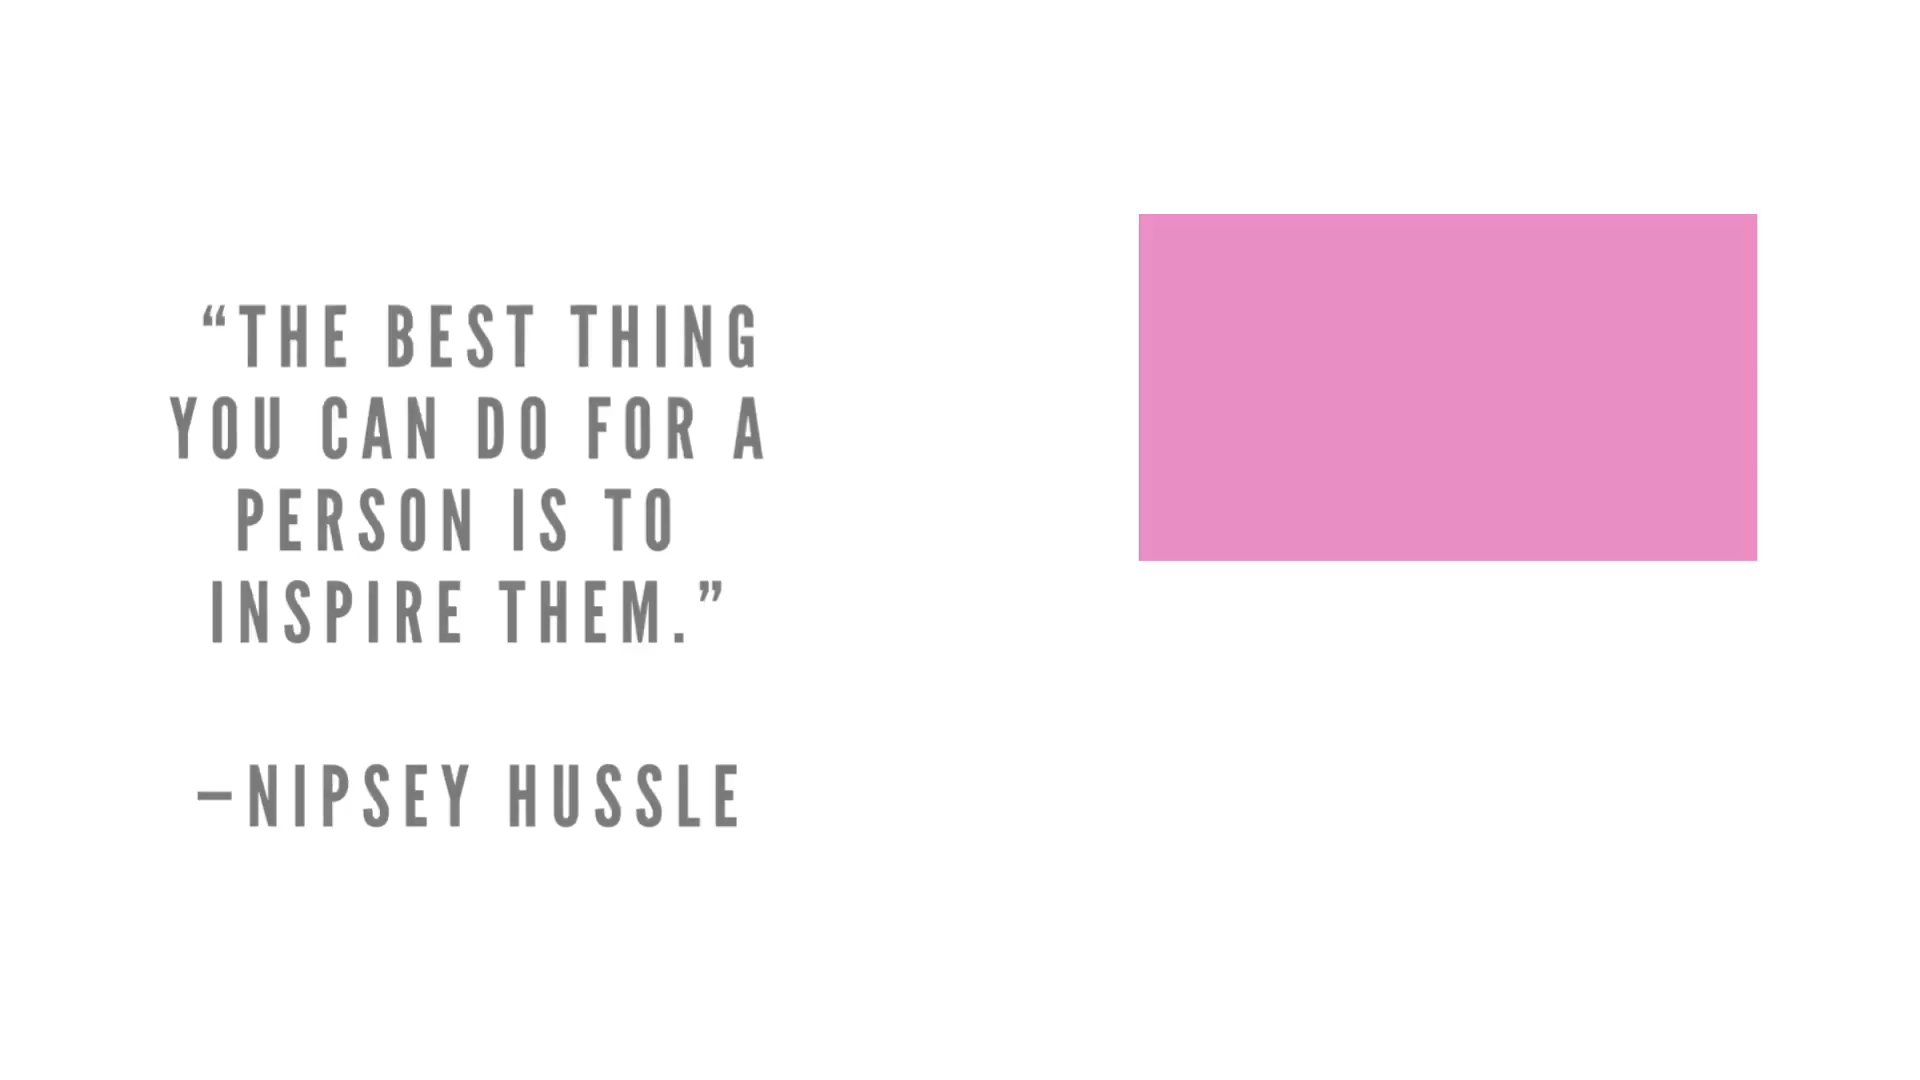 “THE BEST THING
YOU CAN DO FOR A
PERSON IS TO
INSPIRE THEM.”
–NIPSEY HUSSLE